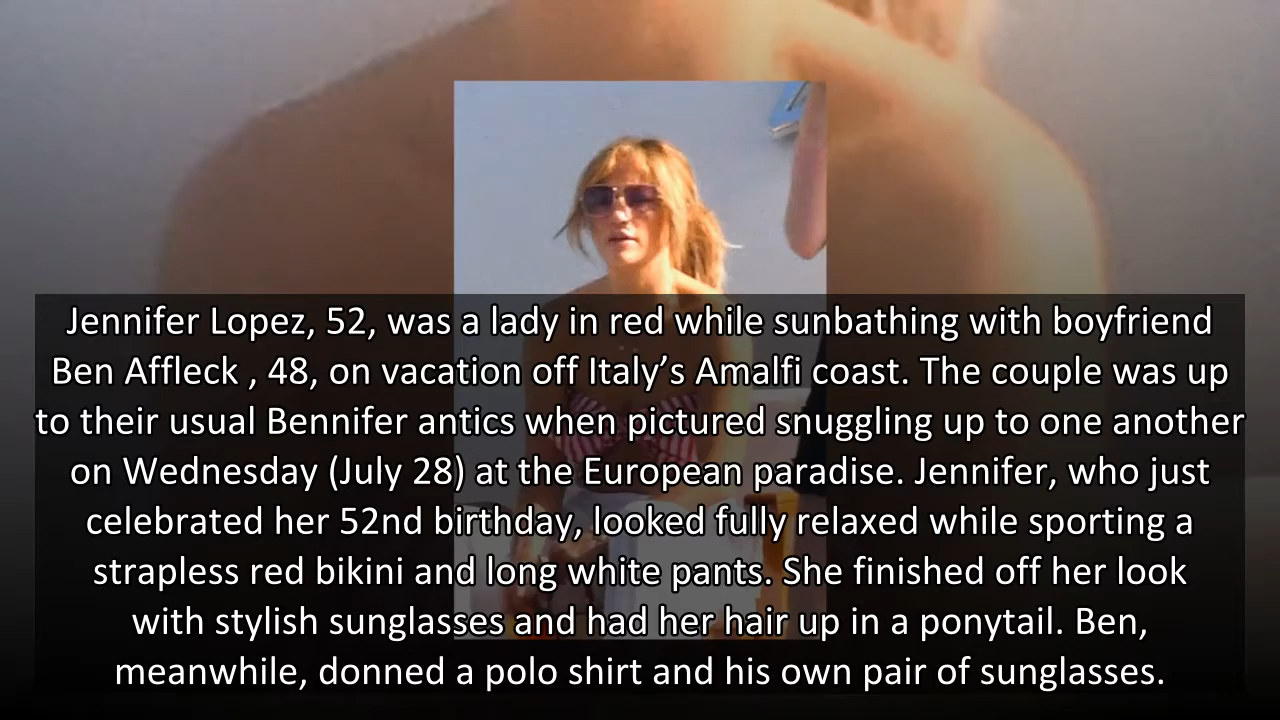 Jennifer Lopez, 52, was a lady in red while sunbathing with boyfriend
Ben Affleck , 48, on vacation off Italy’s Amalfi coast. The couple was up
to their usual Bennifer antics when pictured snuggling up to one another
on Wednesday (July 28) at the European paradise. Jennifer, who just
celebrated her 52nd birthday, looked fully relaxed while sporting a
strapless red bikini and long white pants. She finished off her look
with stylish sunglasses and had her hair up in a ponytail. Ben,
meanwhile, donned a polo shirt and his own pair of sunglasses.